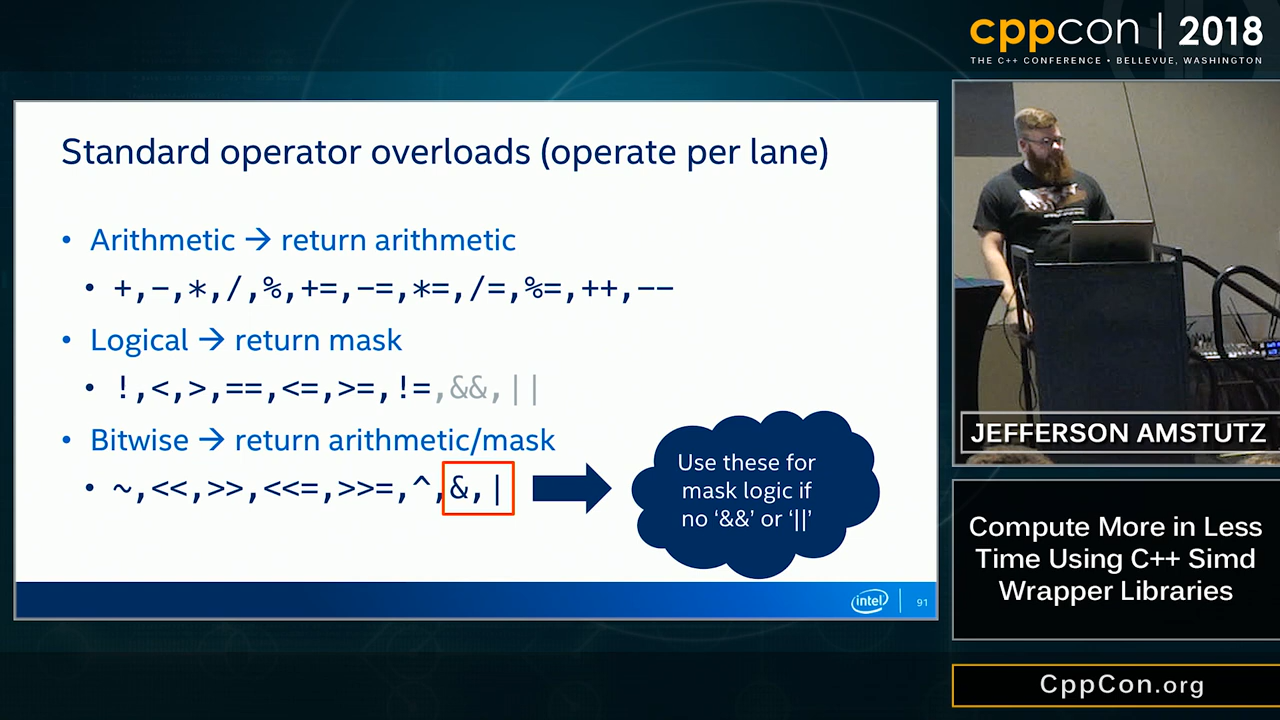 cppcon | 2018
THE C++ CONFERENCE • BELLEVUE, WASHINGTON
Standard operator overloads (operate per lane)
• Arithmetic → return arithmetic
• +,-,*,/,%,+=,-=,*=,/=,%=,++,--
• Logical → return mask
• !,<,>,==,<=,>=,!=,&&,||
• Bitwise → return arithmetic/mask
• ~,<<,>>,<<=,>>=,^,&,|
Use these for
mask logic if
no ‘&&’ or ‘||’
intel
91
JEFFERSON AMSTUTZ
Compute More in Less
Time Using C++ Simd
Wrapper Libraries
CppCon.org